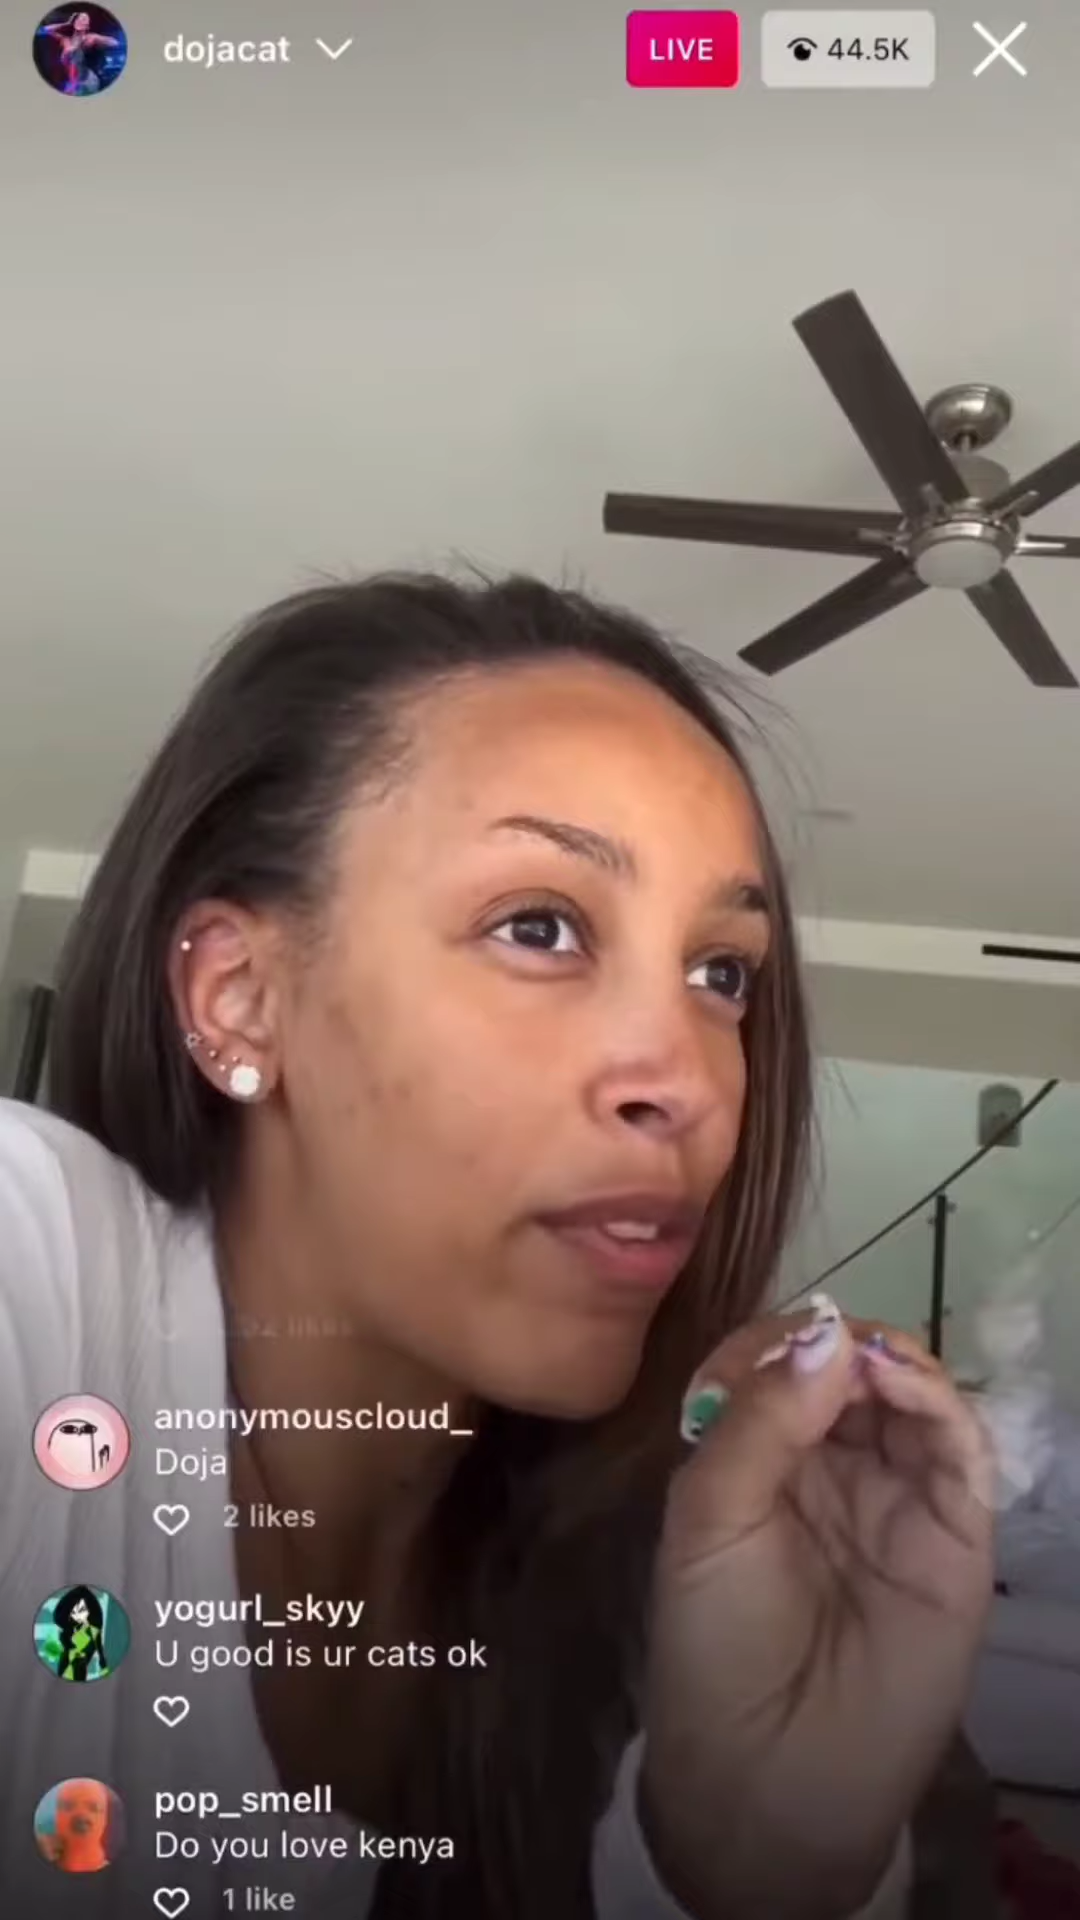 dojacat
LIVE
44.5K
anonymouscloud_
Doja
2 likes
yogurl_skyy
U good is ur cats ok
pop_smell
Do you love kenya
1 like